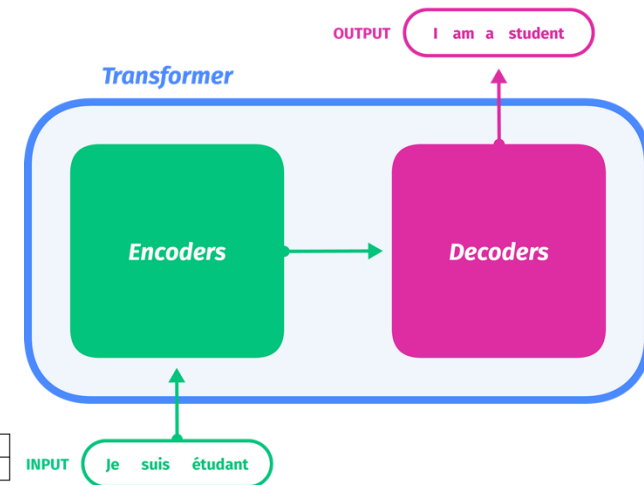 OUTPUT I am a student
Transformer
Encoders Decoders
INPUT Je suis étudant